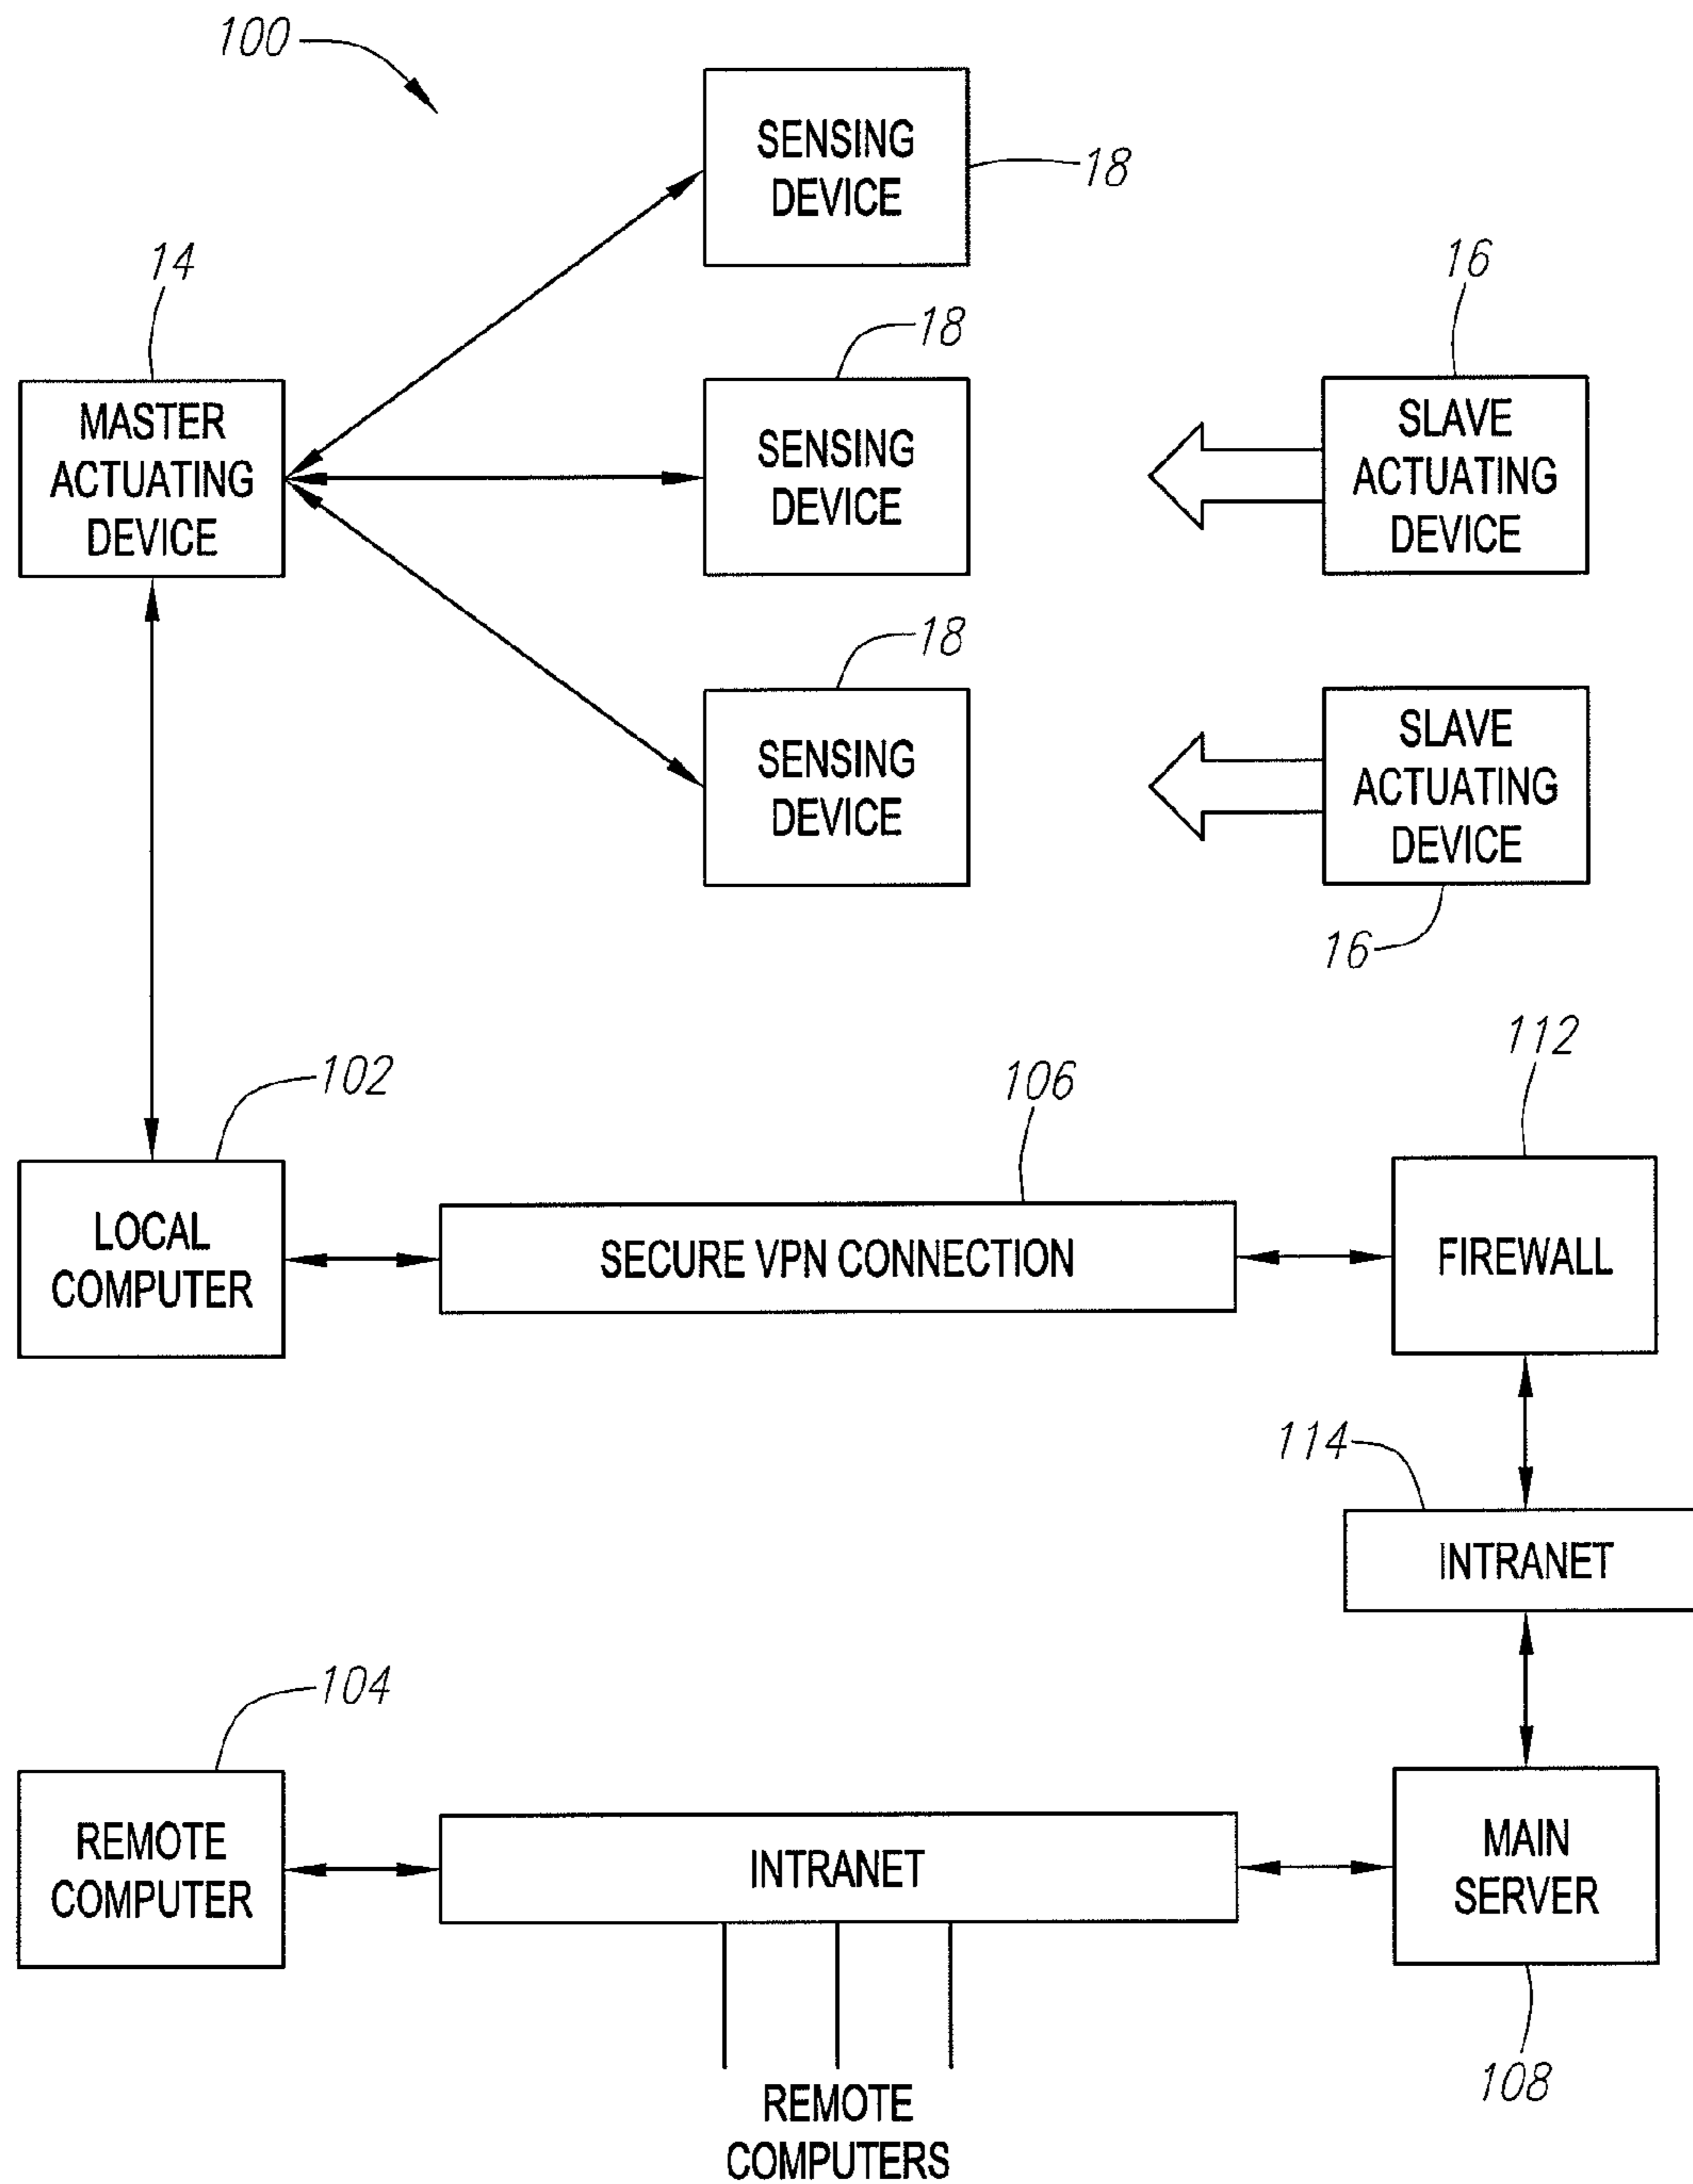 100
SENSING
DEVICE
18
14
16
18
MASTER
ACTUATING
DEVICE
SENSING
DEVICE
SLAVE
ACTUATING
DEVICE
18
SENSING
DEVICE
SLAVE
ACTUATING
DEVICE
16
112
102
106
LOCAL
COMPUTER
SECURE VPN CONNECTION
FIREWALL
114
INTRANET
104
REMOTE
COMPUTER
INTRANET
MAIN
SERVER
108
REMOTE
COMPUTERS